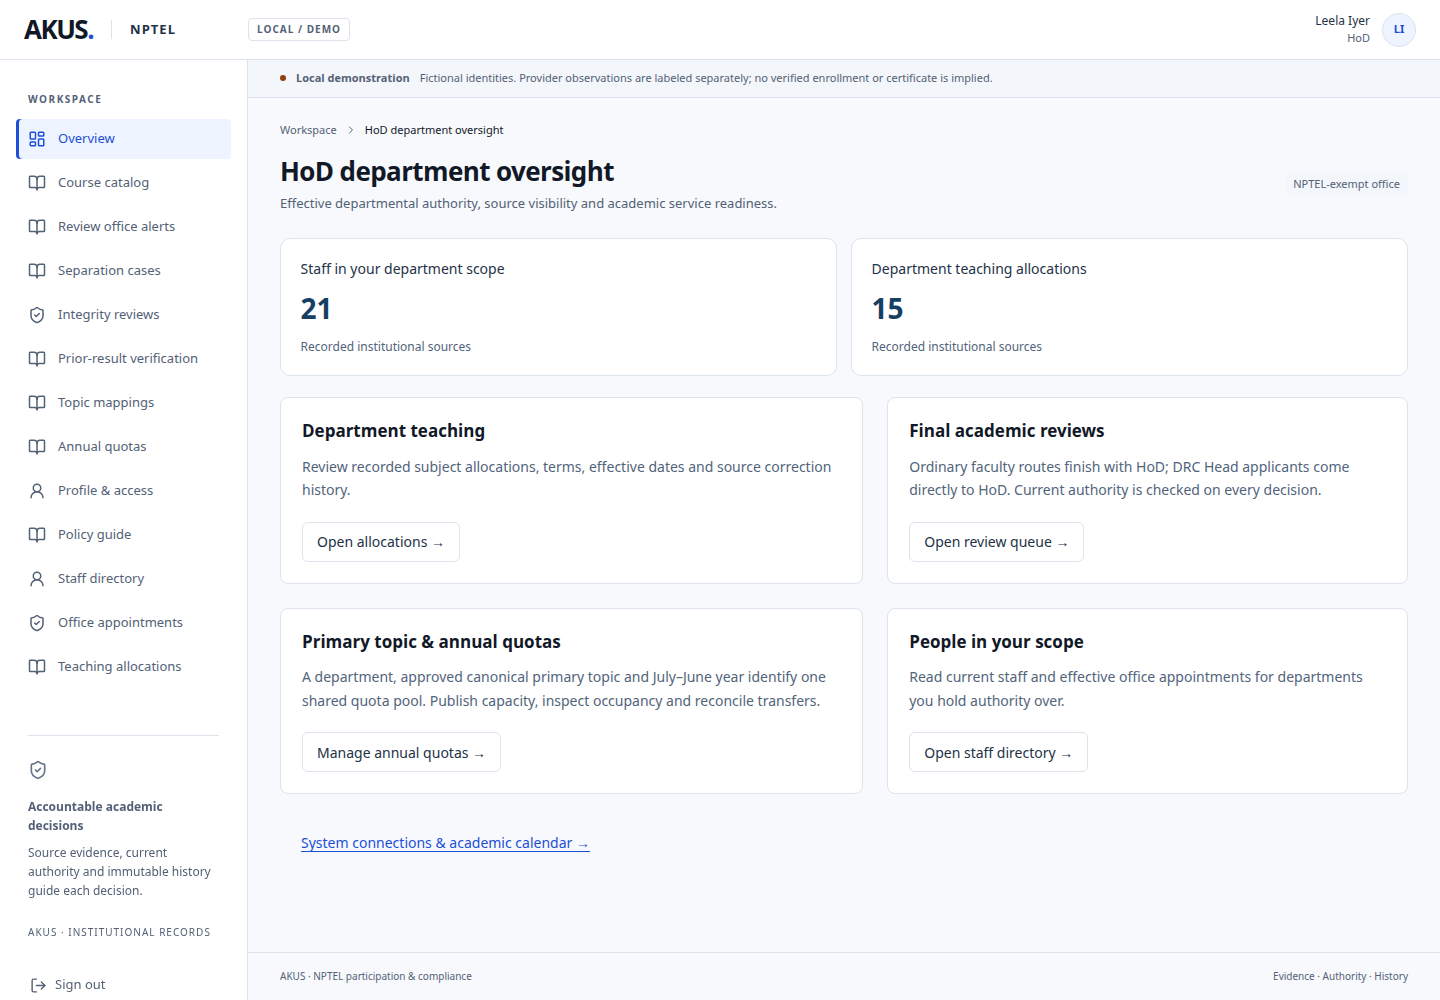 AKUS.
NPTEL
LOCAL / DEMO
Leela Iyer
HoD
LI
WORKSPACE
Overview
Course catalog
Review office alerts
Separation cases
Integrity reviews
Prior-result verification
Topic mappings
Annual quotas
Profile & access
Policy guide
Staff directory
Office appointments
Teaching allocations
Accountable academic
decisions
Source evidence, current
authority and immutable history
guide each decision.
AKUS · INSTITUTIONAL RECORDS
Sign out
Local demonstration Fictional identities. Provider observations are labeled separately; no verified enrollment or certificate is implied.
Workspace > HoD department oversight
HoD department oversight
Effective departmental authority, source visibility and academic service readiness.
NPTEL-exempt office
Staff in your department scope
21
Recorded institutional sources
Department teaching allocations
15
Recorded institutional sources
Department teaching
Review recorded subject allocations, terms, effective dates and source correction
history.
Open allocations →
Final academic reviews
Ordinary faculty routes finish with HoD; DRC Head applicants come
directly to HoD. Current authority is checked on every decision.
Open review queue →
Primary topic & annual quotas
A department, approved canonical primary topic and July–June year identify one
shared quota pool. Publish capacity, inspect occupancy and reconcile transfers.
Manage annual quotas →
People in your scope
Read current staff and effective office appointments for departments
you hold authority over.
Open staff directory →
System connections & academic calendar →
AKUS · NPTEL participation & compliance
Evidence · Authority · History